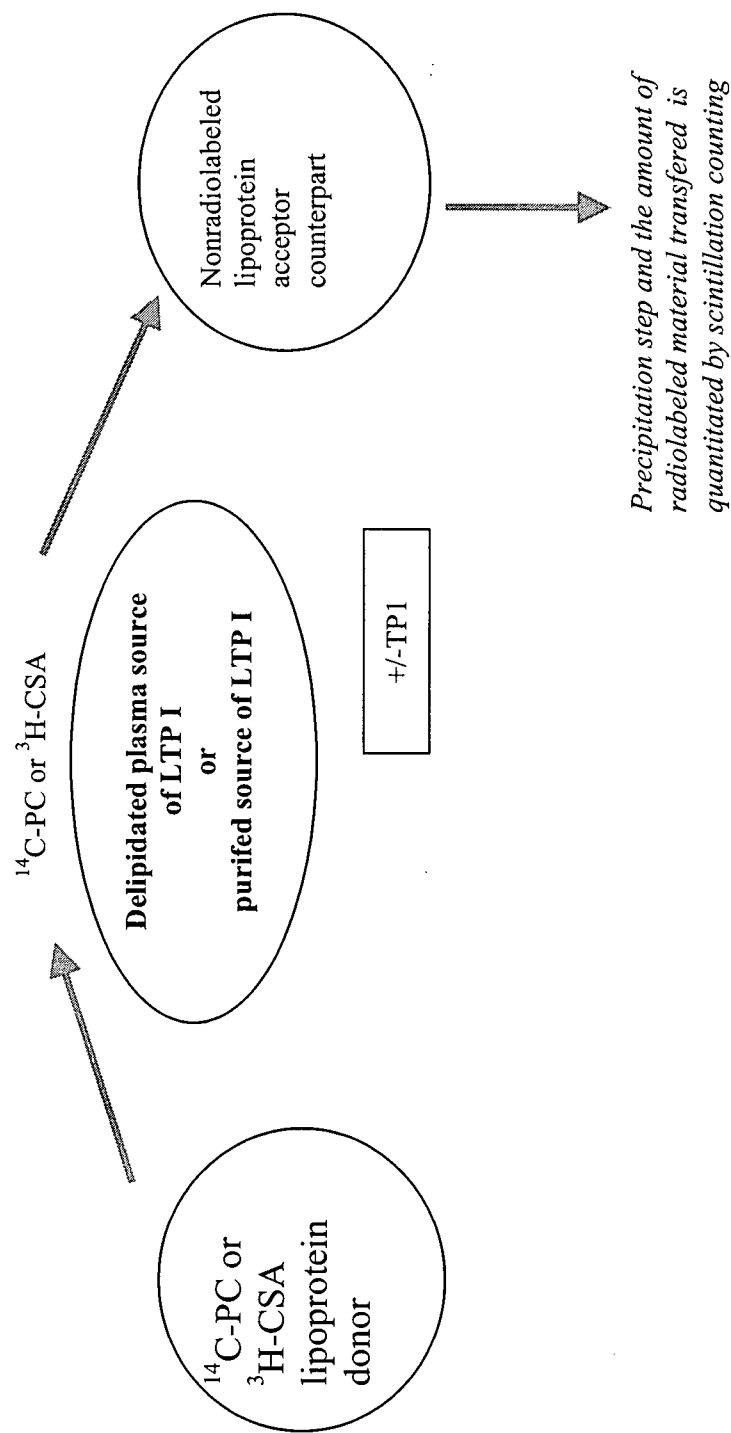 ¹⁴C-PC or
³H-CSA
lipoprotein
donor
¹⁴C-PC or ³H-CSA
Delipidated plasma source
of LTP I
or
purifed source of LTP I
+/-TP1
Nonradiolabeled
lipoprotein
acceptor
counterpart
Precipitation step and the amount of
radiolabeled material transfered is
quantitated by scintillation counting